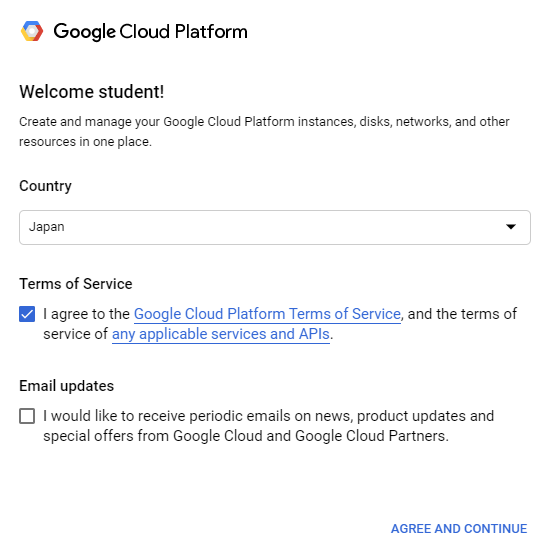 Google Cloud Platform
Welcome student!
Create and manage your Google Cloud Platform instances, disks, networks, and other
resources in one place.
Country
Japan
Terms of Service
I agree to the Google Cloud Platform Terms of Service, and the terms of
service of any applicable services and APIs.
Email updates
I would like to receive periodic emails on news, product updates and
special offers from Google Cloud and Google Cloud Partners.
AGREE AND CONTINUE